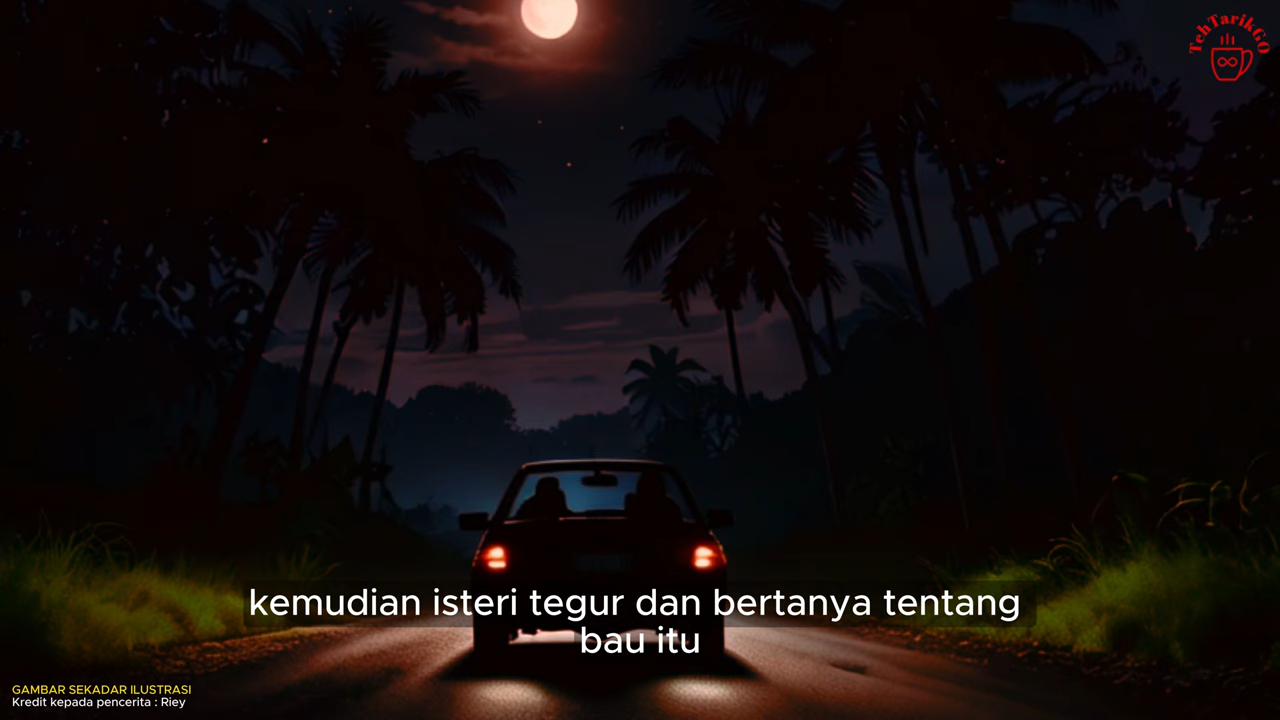 TehTarikGO
kemudian isteri tegur dan bertanya tentang
bau itu
GAMBAR SEKADAR ILUSTRASI
Kredit kepada pencerita : Riey